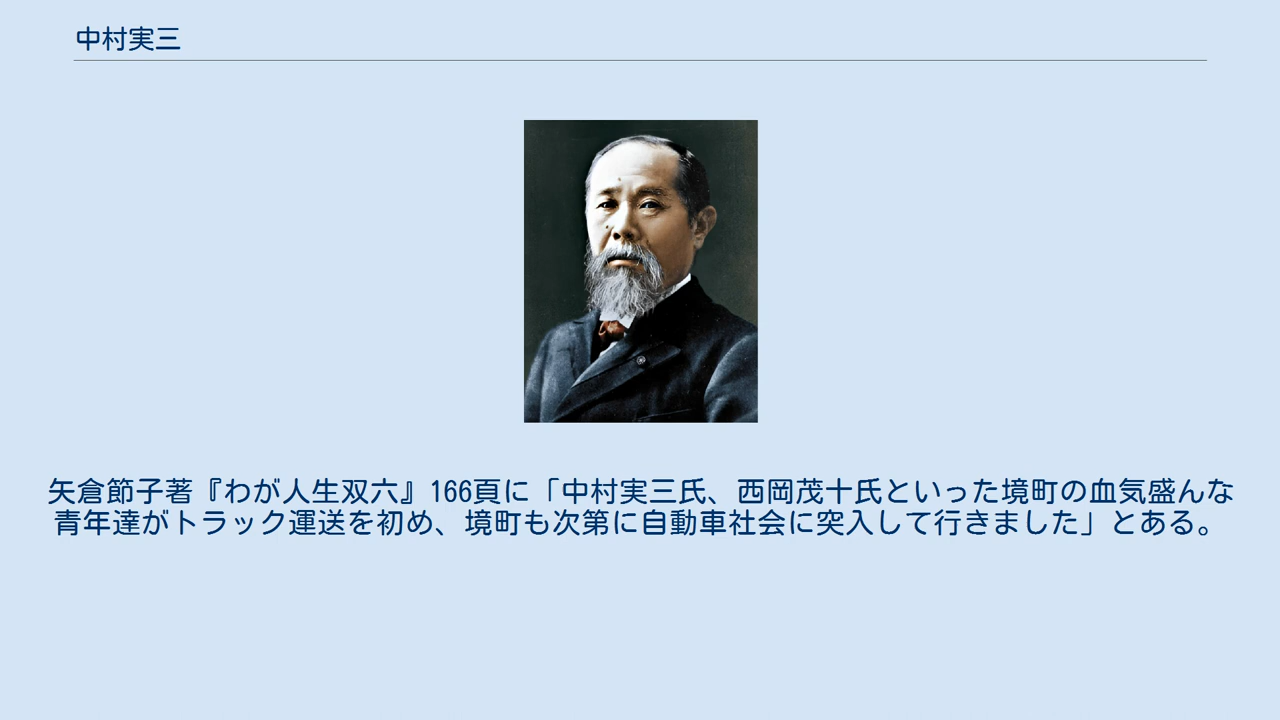 中村実三
矢倉節子著『わが人生双六』166頁に「中村実三氏、西岡茂十氏といった境町の血気盛んな
青年達がトラック運送を初め、境町も次第に自動車社会に突入して行きました」とある。